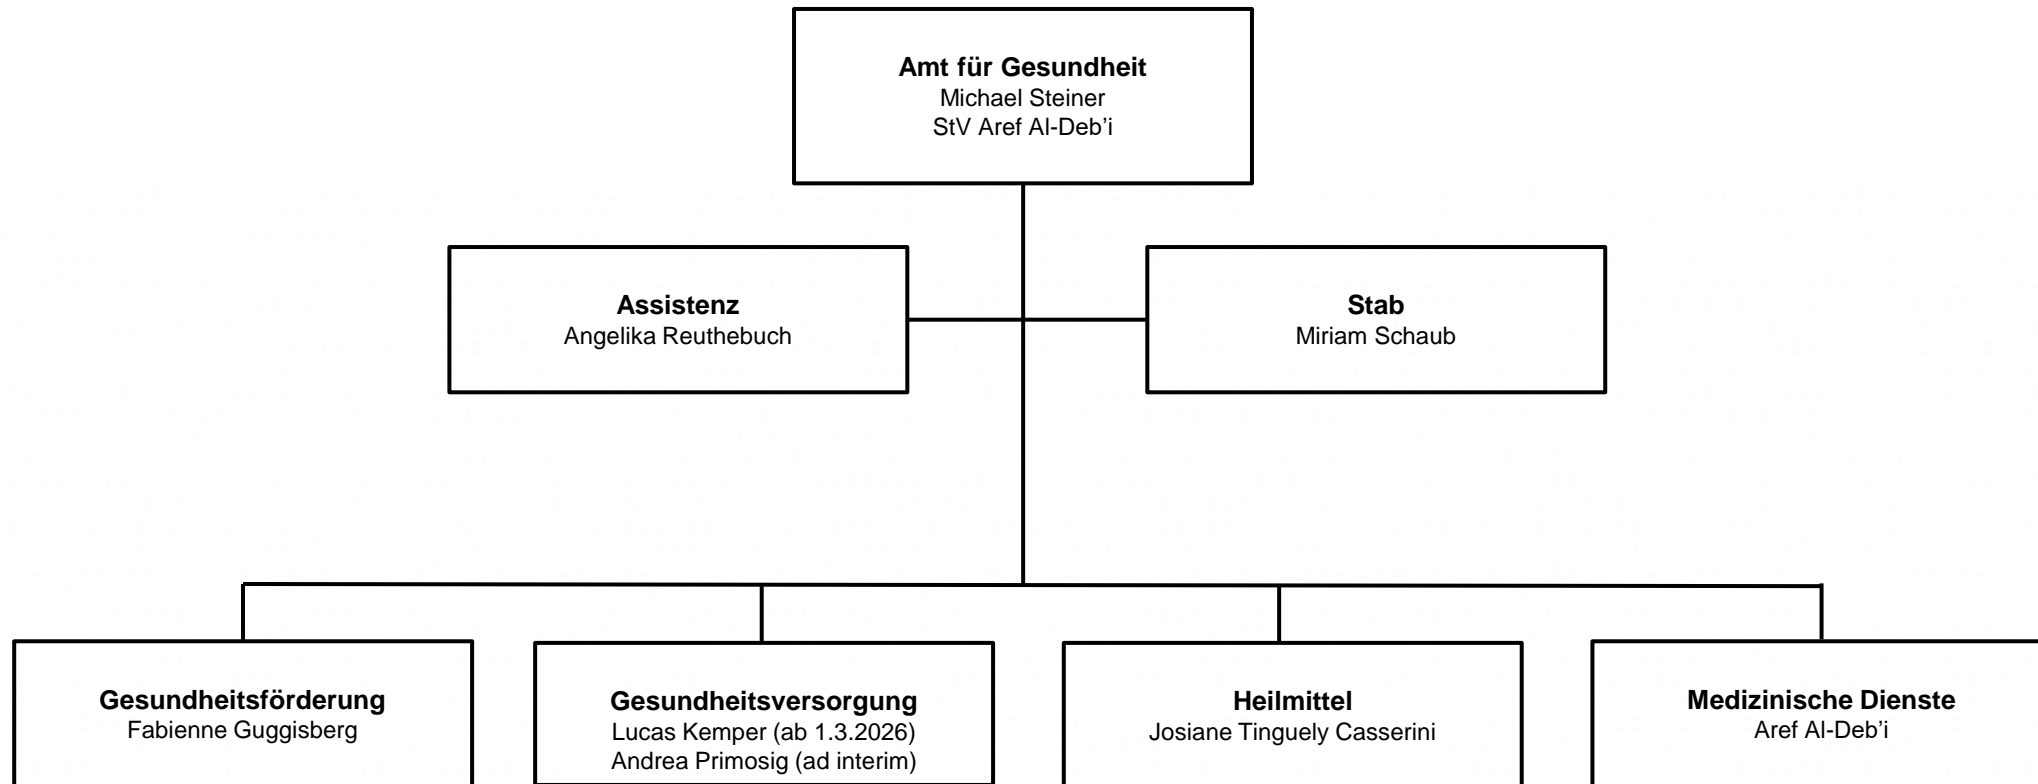 Amt für Gesundheit
Michael Steiner
StV Aref Al-Deb’i
Assistenz
Angelika Reuthebuch
Stab
Miriam Schaub
Gesundheitsförderung
Fabienne Guggisberg
Gesundheitsversorgung
Lucas Kemper (ab 1.3.2026)
Andrea Primosig (ad interim)
Heilmittel
Josiane Tinguely Casserini
Medizinische Dienste
Aref Al-Deb’i